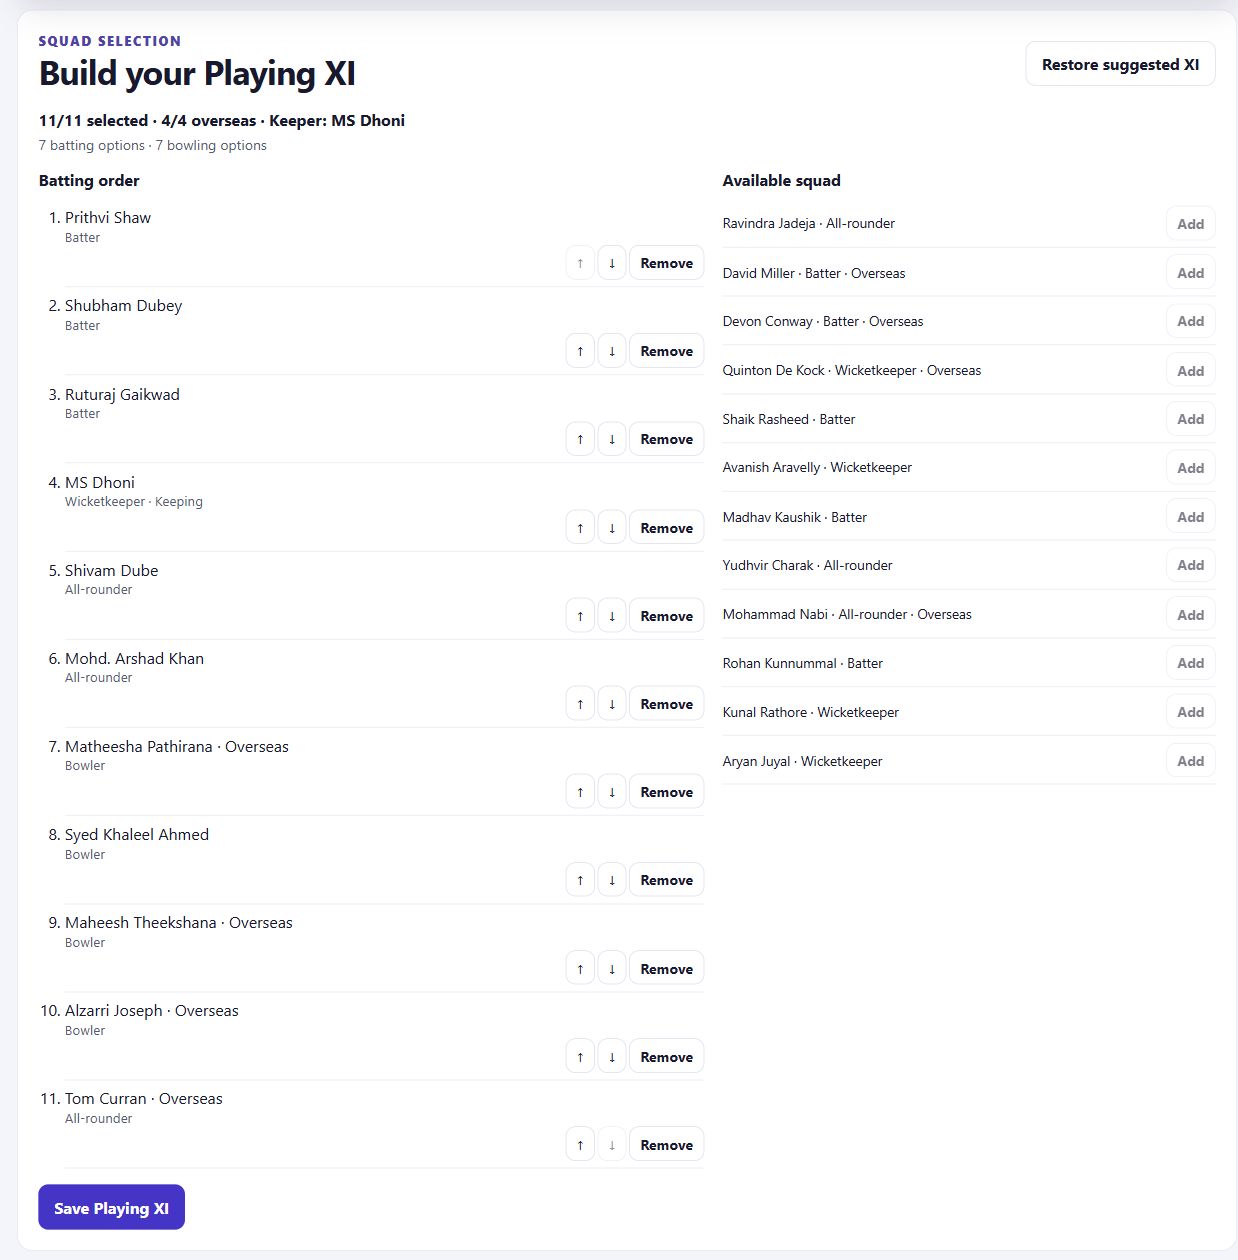 SQUAD SELECTION
Build your Playing XI
Restore suggested XI
11/11 selected · 4/4 overseas · Keeper: MS Dhoni
7 batting options · 7 bowling options
Batting order
1. Prithvi Shaw
Batter
↑ ↓ Remove
2. Shubham Dubey
Batter
↑ ↓ Remove
3. Ruturaj Gaikwad
Batter
↑ ↓ Remove
4. MS Dhoni
Wicketkeeper · Keeping
↑ ↓ Remove
5. Shivam Dube
All-rounder
↑ ↓ Remove
6. Mohd. Arshad Khan
All-rounder
↑ ↓ Remove
7. Matheesha Pathirana · Overseas
Bowler
↑ ↓ Remove
8. Syed Khaleel Ahmed
Bowler
↑ ↓ Remove
9. Maheesh Theekshana · Overseas
Bowler
↑ ↓ Remove
10. Alzarri Joseph · Overseas
Bowler
↑ ↓ Remove
11. Tom Curran · Overseas
All-rounder
↑ ↓ Remove
Save Playing XI
Available squad
Ravindra Jadeja · All-rounder Add
David Miller · Batter · Overseas Add
Devon Conway · Batter · Overseas Add
Quinton De Kock · Wicketkeeper · Overseas Add
Shaik Rasheed · Batter Add
Avanish Aravelly · Wicketkeeper Add
Madhav Kaushik · Batter Add
Yudhvir Charak · All-rounder Add
Mohammad Nabi · All-rounder · Overseas Add
Rohan Kunnummal · Batter Add
Kunal Rathore · Wicketkeeper Add
Aryan Juyal · Wicketkeeper Add